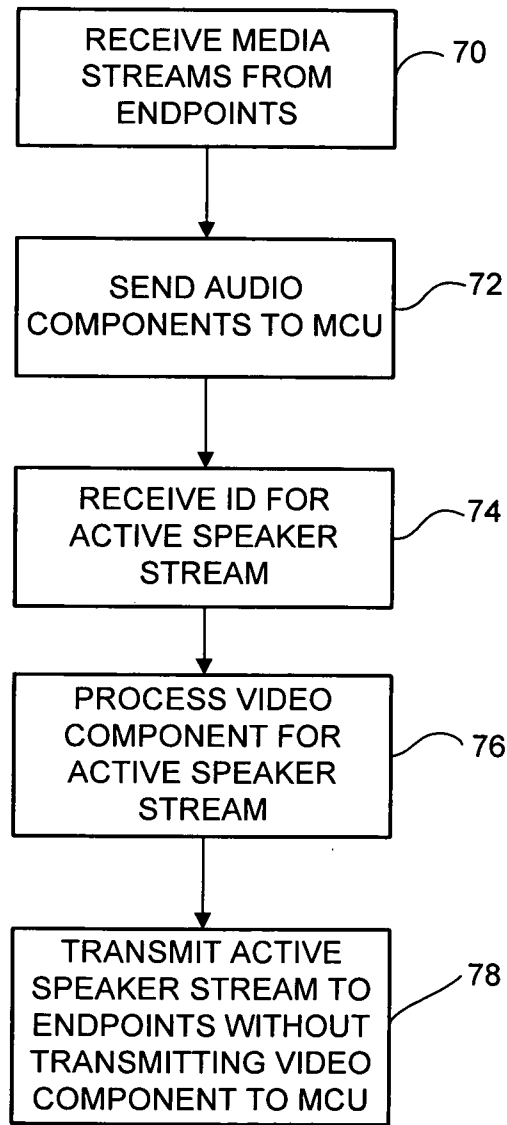 RECEIVE MEDIA
STREAMS FROM
ENDPOINTS
70
SEND AUDIO
COMPONENTS TO MCU
72
RECEIVE ID FOR
ACTIVE SPEAKER
STREAM
74
PROCESS VIDEO
COMPONENT FOR
ACTIVE SPEAKER
STREAM
76
TRANSMIT ACTIVE
SPEAKER STREAM TO
ENDPOINTS WITHOUT
TRANSMITTING VIDEO
COMPONENT TO MCU
78